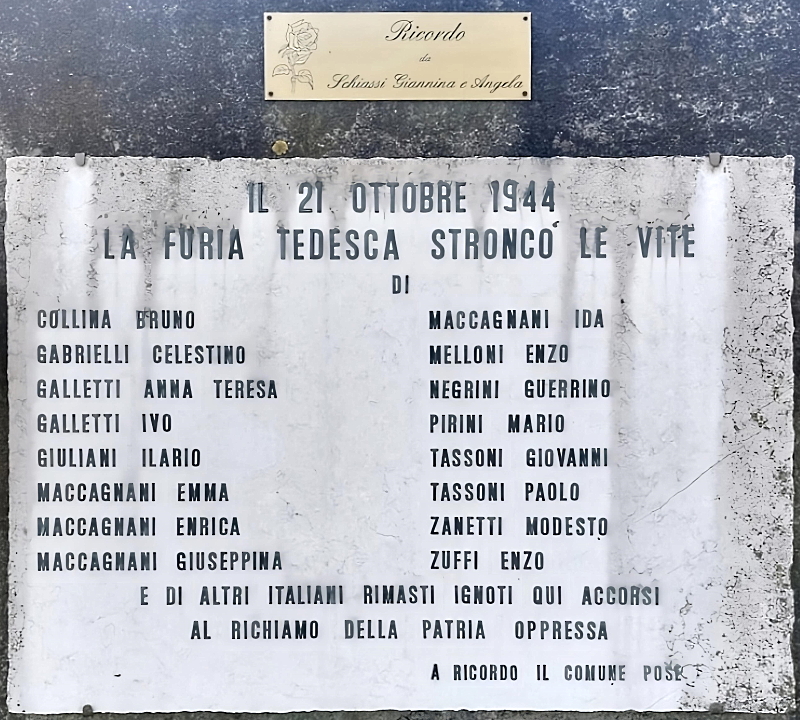 Ricordo
da
Schiassi Giannina e Angela
IL 21 OTTOBRE 1944
LA FURIA TEDESCA STRONCÒ LE VITE
DI
COLLINA BRUNO
GABRIELLI CELESTINO
GALLETTI ANNA TERESA
GALLETTI IVO
GIULIANI ILARIO
MACCAGNANI EMMA
MACCAGNANI ENRICA
MACCAGNANI GIUSEPPINA
MACCAGNANI IDA
MELLONI ENZO
NEGRINI GUERRINO
PIRINI MARIO
TASSONI GIOVANNI
TASSONI PAOLO
ZANETTI MODESTO
ZUFFI ENZO
E DI ALTRI ITALIANI RIMASTI IGNOTI QUI ACCORSI
AL RICHIAMO DELLA PATRIA OPPRESSA
A RICORDO IL COMUNE POSE